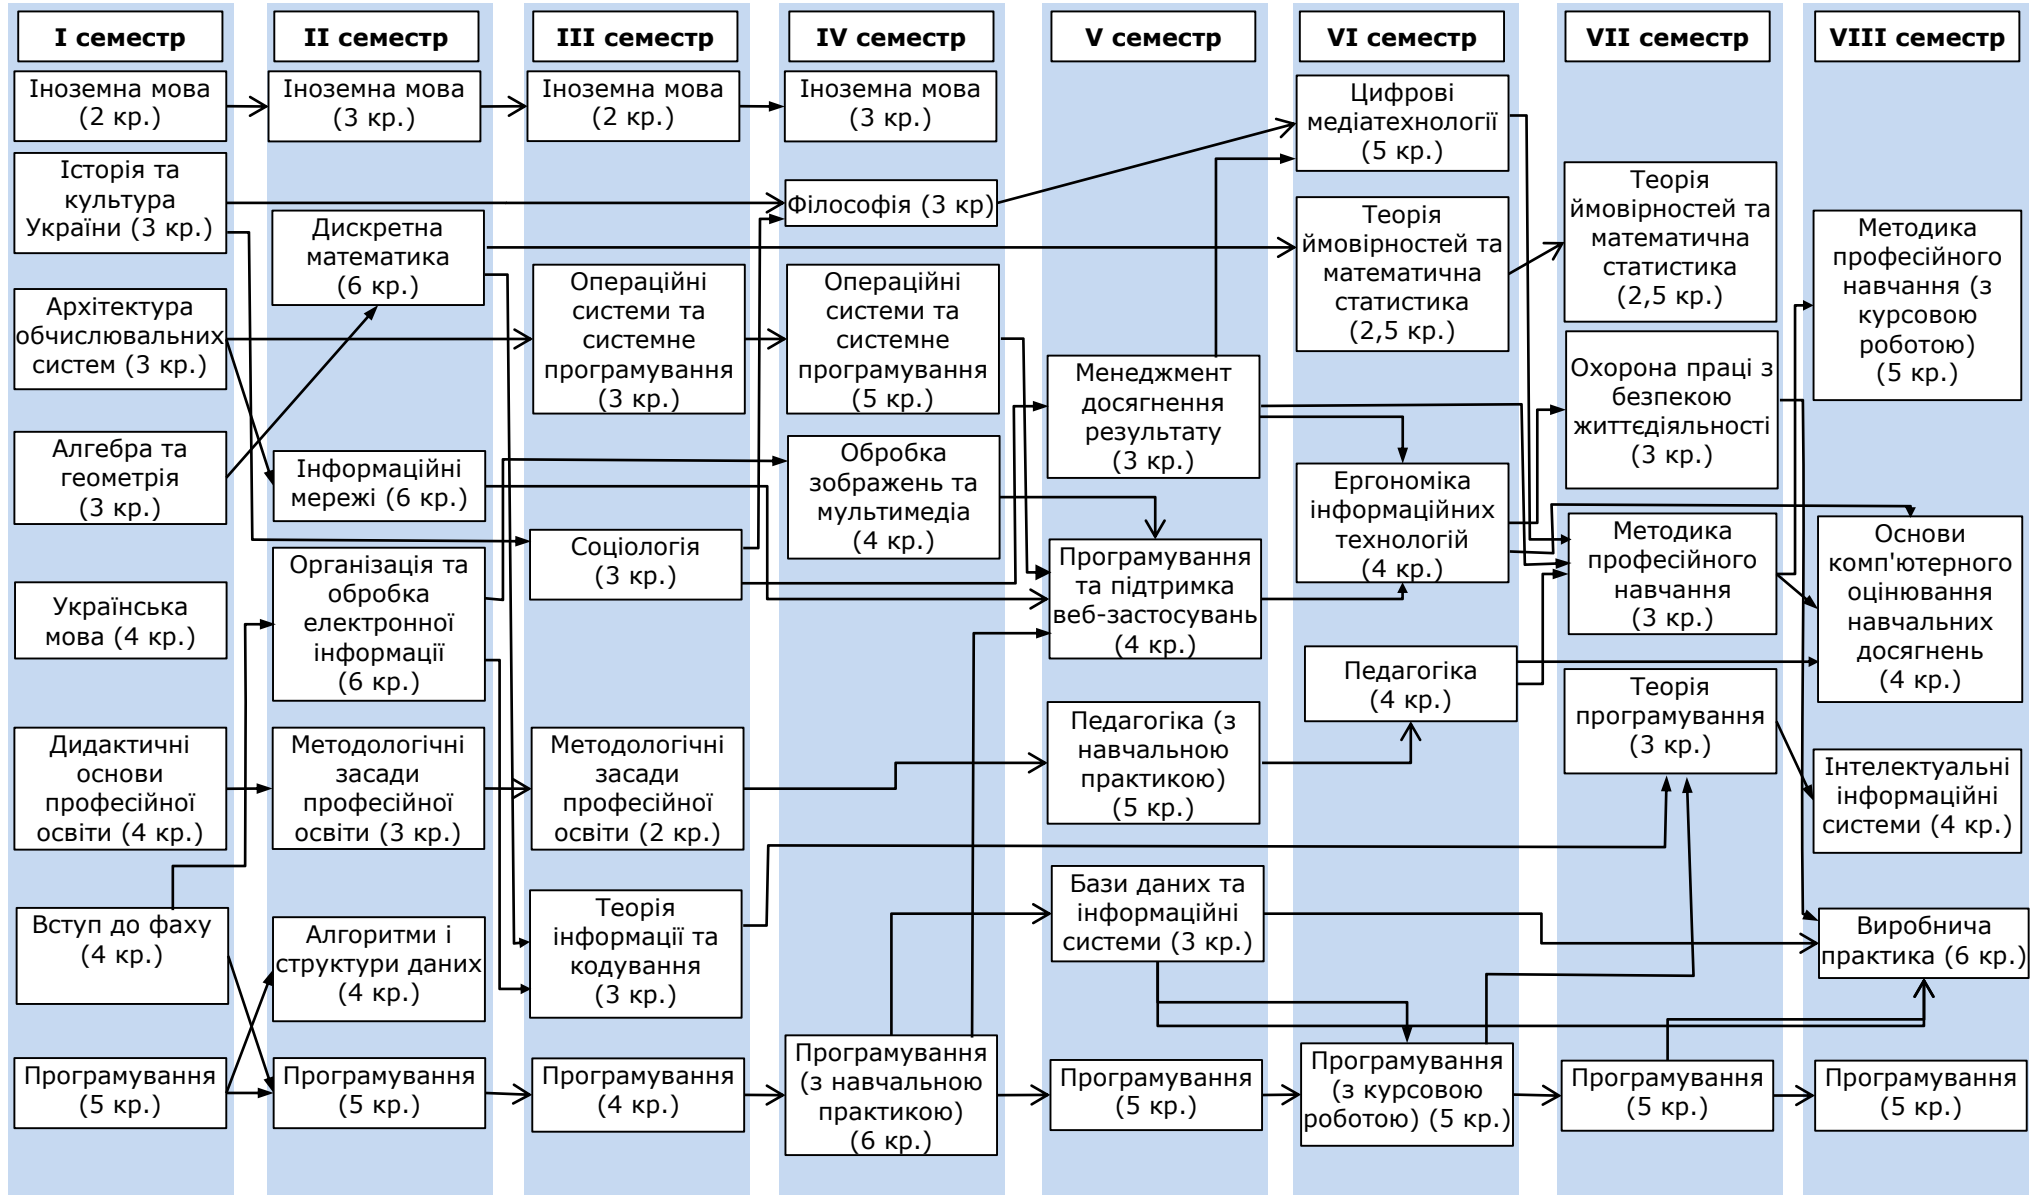 I семестр
Іноземна мова
(2 кр.)
Історія та
культура
України (3 кр.)
Архітектура
обчислювальних
систем (3 кр.)
Алгебра та
геометрія
(3 кр.)
Українська
мова (4 кр.)
Дидактичні
основи
професійної
освіти (4 кр.)
Вступ до фаху
(4 кр.)
Програмування
(5 кр.)
II семестр
Іноземна мова
(3 кр.)
Дискретна
математика
(6 кр.)
Інформаційні
мережі (6 кр.)
Організація та
обробка
електронної
інформації
(6 кр.)
Методологічні
засади
професійної
освіти (3 кр.)
Алгоритми і
структури даних
(4 кр.)
Програмування
(5 кр.)
III семестр
Іноземна мова
(2 кр.)
Операційні
системи та
системне
програмування
(3 кр.)
Соціологія
(3 кр.)
Методологічні
засади
професійної
освіти (2 кр.)
Теорія
інформації та
кодування
(3 кр.)
Програмування
(4 кр.)
IV семестр
Іноземна мова
(3 кр.)
Філософія (3 кр)
Операційні
системи та
системне
програмування
(5 кр.)
Обробка
зображень та
мультимедіа
(4 кр.)
Програмування
(з навчальною
практикою)
(6 кр.)
V семестр
Менеджмент
досягнення
результату
(3 кр.)
Програмування
та підтримка
веб-застосувань
(4 кр.)
Педагогіка (з
навчальною
практикою)
(5 кр.)
Бази даних та
інформаційні
системи (3 кр.)
Програмування
(5 кр.)
VI семестр
Цифрові
медіатехнології
(5 кр.)
Теорія
ймовірностей та
математична
статистика
(2,5 кр.)
Ергономіка
інформаційних
технологій
(4 кр.)
Педагогіка
(4 кр.)
Програмування
(з курсовою
роботою) (5 кр.)
VII семестр
Теорія
ймовірностей та
математична
статистика
(2,5 кр.)
Охорона праці з
безпекою
життєдіяльності
(3 кр.)
Методика
професійного
навчання
(3 кр.)
Теорія
програмування
(3 кр.)
Програмування
(5 кр.)
VIII семестр
Методика
професійного
навчання (з
курсовою
роботою)
(5 кр.)
Основи
комп'ютерного
оцінювання
навчальних
досягнень
(4 кр.)
Інтелектуальні
інформаційні
системи (4 кр.)
Виробнича
практика (6 кр.)
Програмування
(5 кр.)